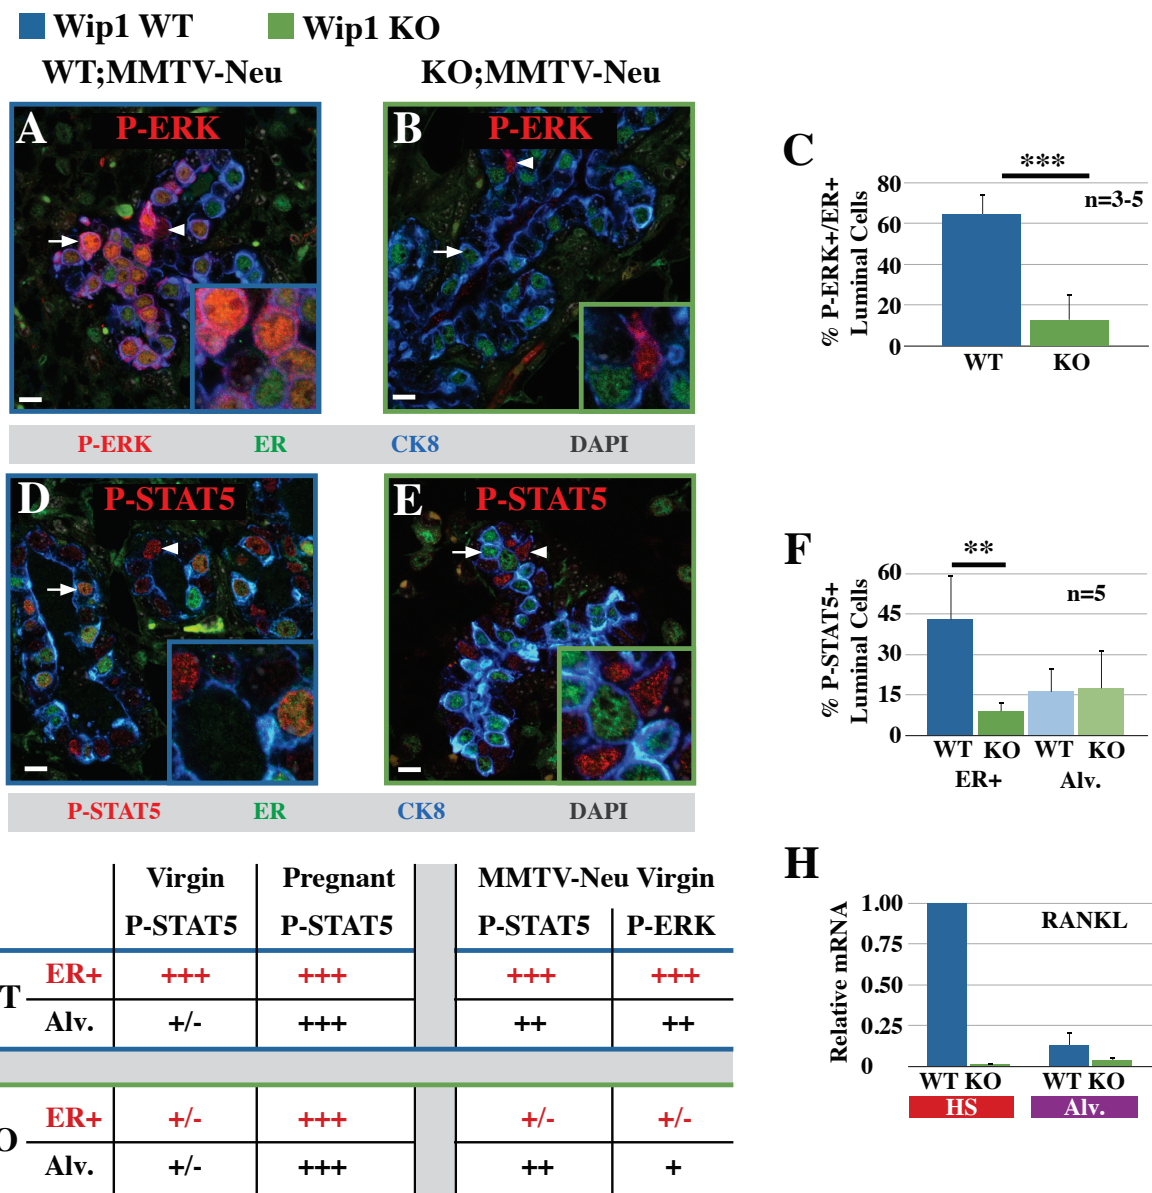 Wip1 WT Wip1 KO
WT;MMTV-Neu KO;MMTV-Neu
A P-ERK
B P-ERK
P-ERK ER CK8 DAPI
C
% P-ERK+/ER+
Luminal Cells
80
60
40
20
0
***
n=3-5
WT KO
D P-STAT5
E P-STAT5
P-STAT5 ER CK8 DAPI
F
% P-STAT5+
Luminal Cells
60
45
30
15
0
**
n=5
WT KO WT KO
ER+ Alv.
Virgin Pregnant MMTV-Neu Virgin
P-STAT5 P-STAT5 P-STAT5 P-ERK
T
ER+ +++ +++ +++ +++
Alv. +/- +++ ++ ++
O
ER+ +/- +++ +/- +/-
Alv. +/- +++ ++ +
H
Relative mRNA
1.00
0.75
0.50
0.25
0
RANKL
WT KO WT KO
HS Alv.